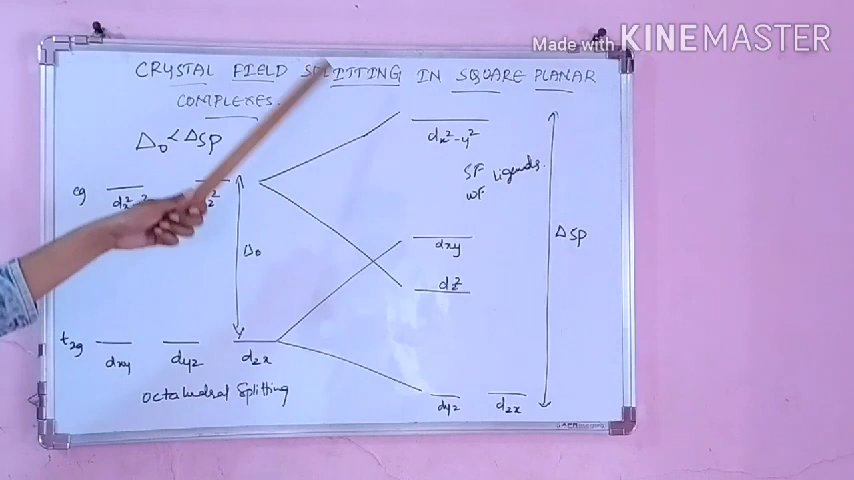 Made with KINEMASTER
CRYSTAL FIELD SPLITTING IN SQUARE PLANAR
COMPLEXES.
Δo < Δsp
dx²-y²
SF Ligands.
WF
eg
Δo
Δsp
dxy
dz²
t2g
dxy dyz dzx
Octahedral Splitting
dyz dzx